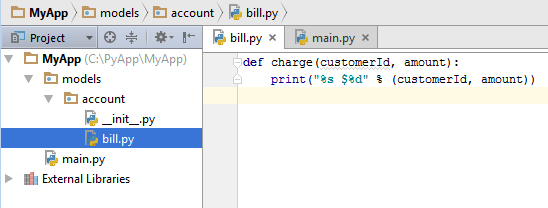 MyApp models account bill.py
Project
bill.py main.py
MyApp (C:\PyApp\MyApp)
models
account
__init__.py
bill.py
main.py
External Libraries
def charge(customerId, amount):
print("%s $%d" % (customerId, amount))